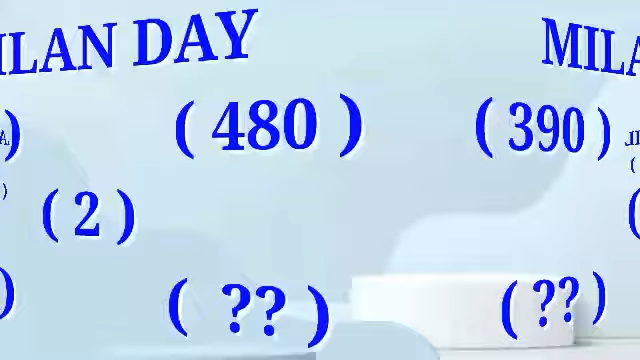 ILAN DAY MILA
( 480 ) ( 390 )
( 2 )
( ?? ) ( ?? )